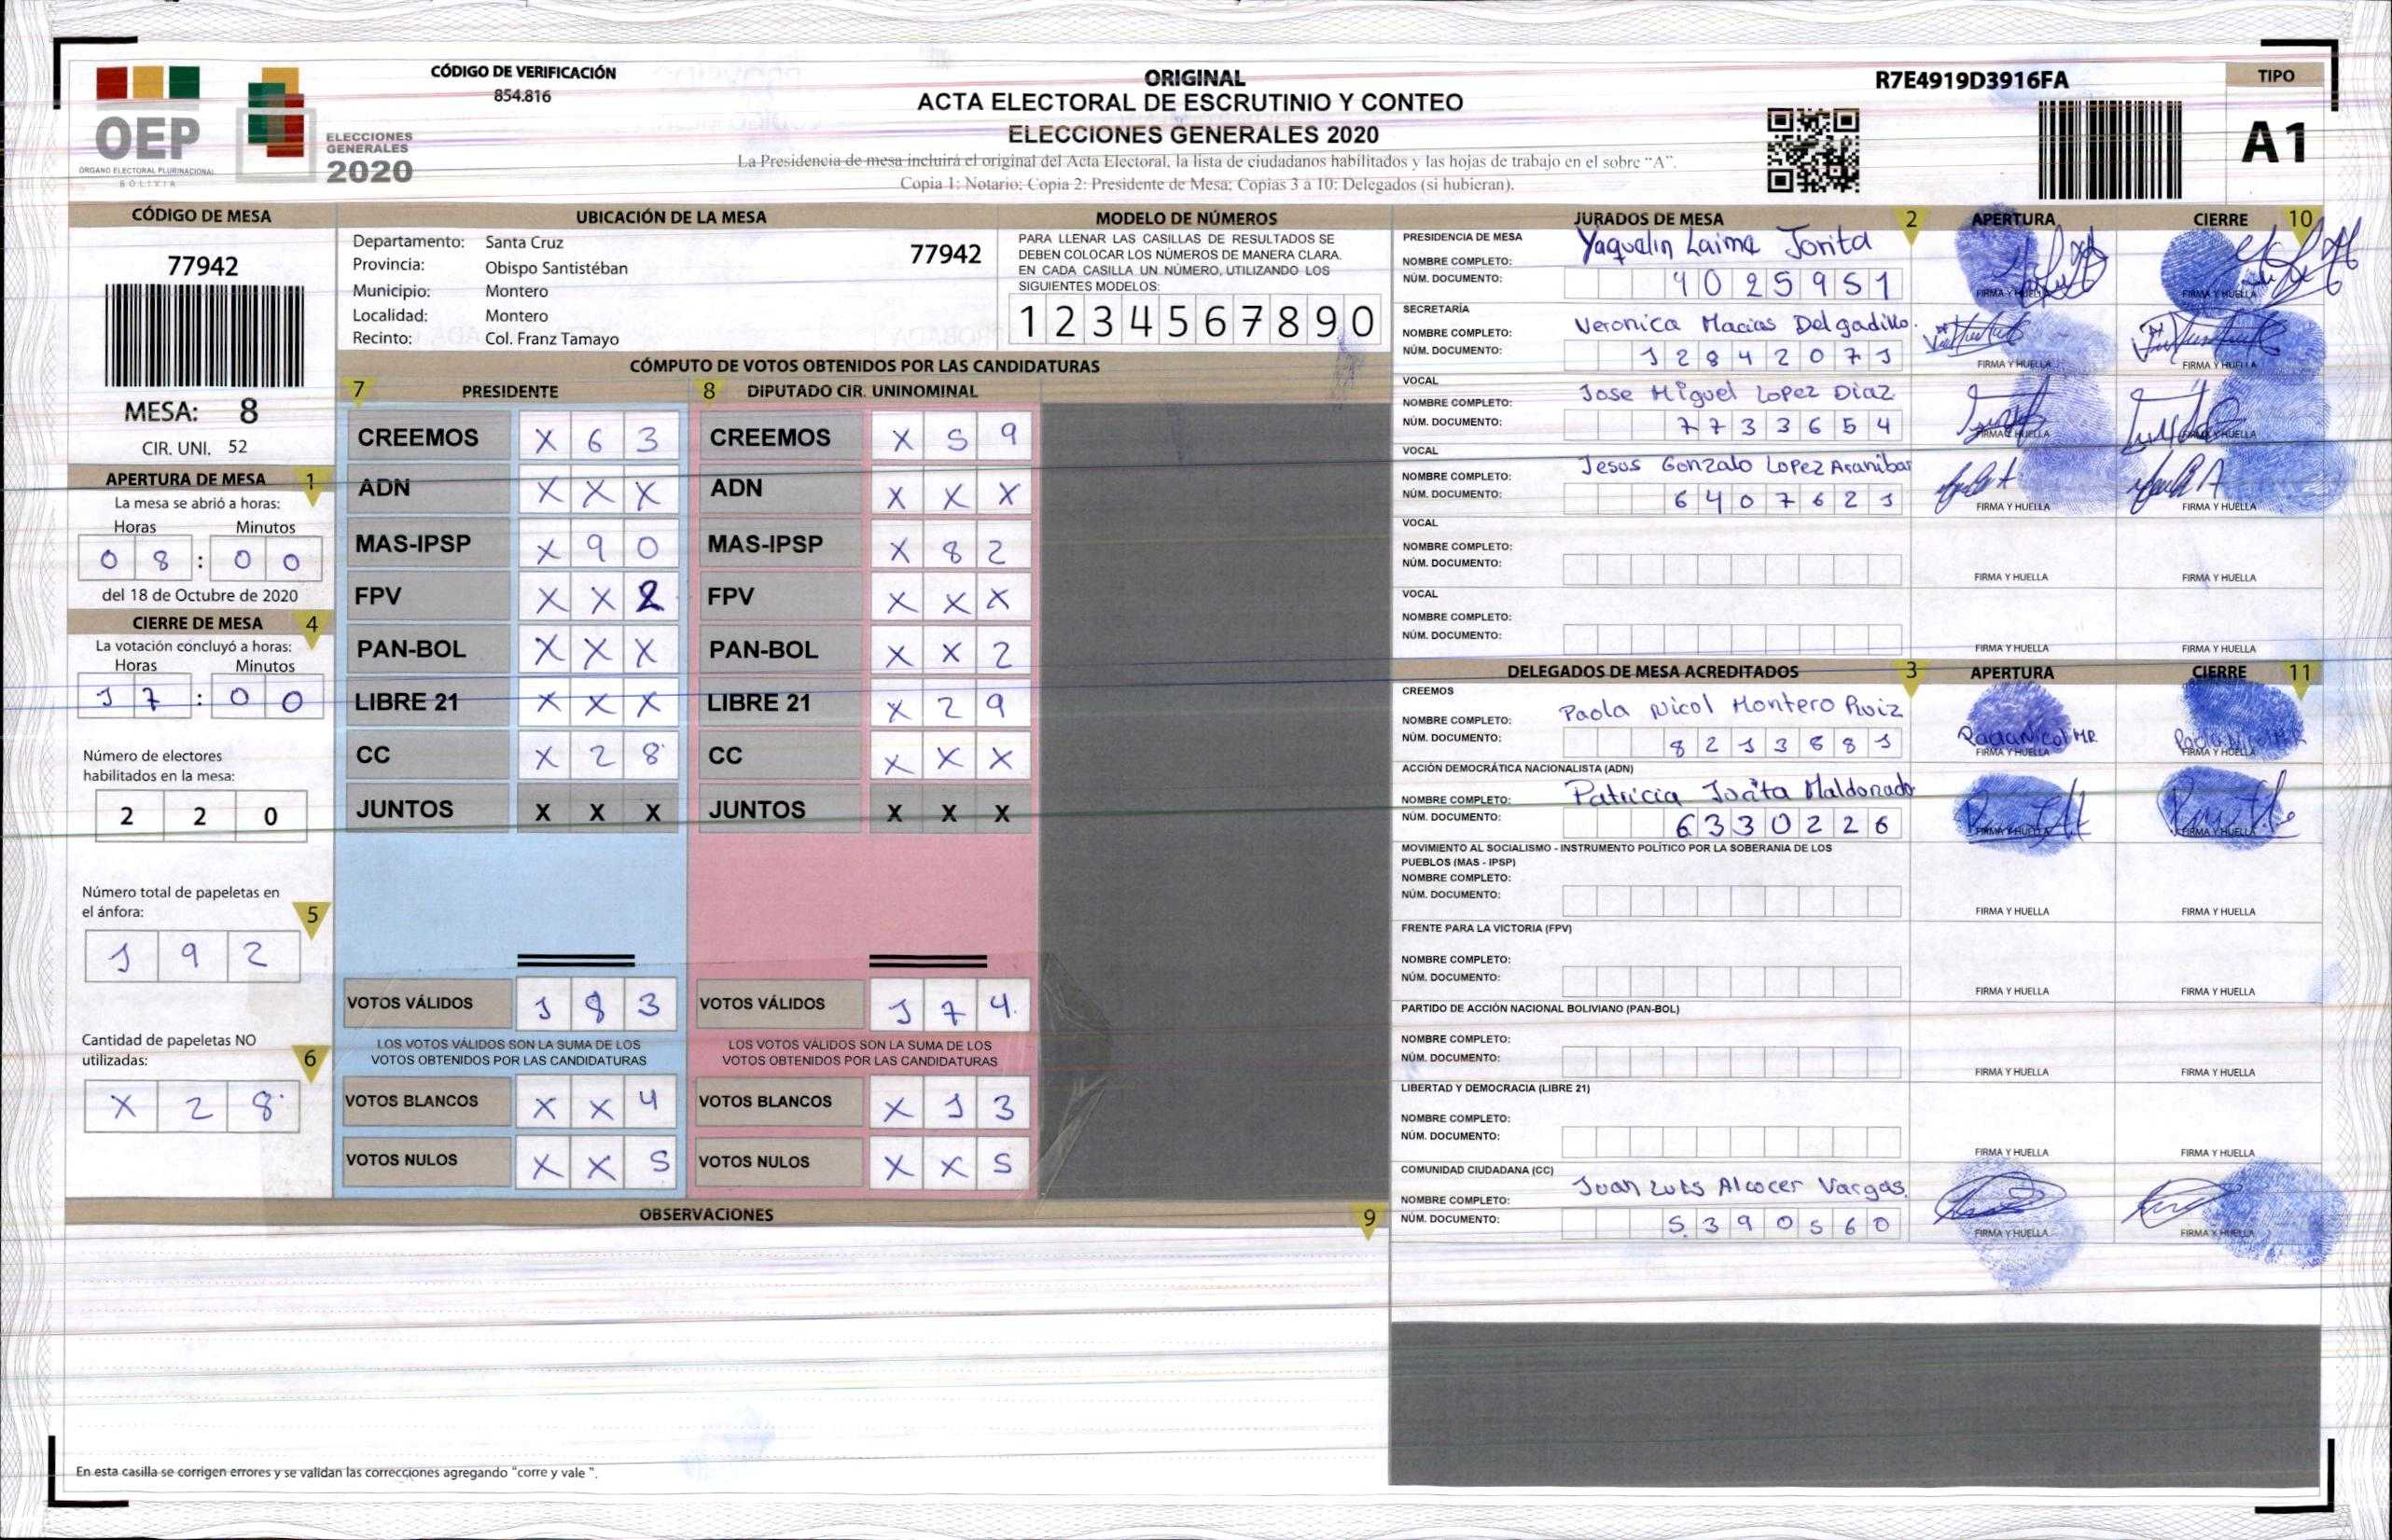 CÓDIGO DE VERIFICACIÓN
854.816
OEP
ÓRGANO ELECTORAL PLURINACIONAL
BOLIVIA
ELECCIONES
GENERALES
2020
ORIGINAL
ACTA ELECTORAL DE ESCRUTINIO Y CONTEO
ELECCIONES GENERALES 2020
La Presidencia de mesa incluirá el original del Acta Electoral, la lista de ciudadanos habilitados y las hojas de trabajo en el sobre “A”.
Copia 1: Notario; Copia 2: Presidente de Mesa; Copias 3 a 10: Delegados (si hubieran).
R7E4919D3916FA
TIPO
A1
CÓDIGO DE MESA
77942
MESA: 8
CIR. UNI. 52
APERTURA DE MESA 1
La mesa se abrió a horas:
Horas Minutos
0 8 : 0 0
del 18 de Octubre de 2020
CIERRE DE MESA 4
La votación concluyó a horas:
Horas Minutos
1 7 : 0 0
Número de electores
habilitados en la mesa:
2 2 0
Número total de papeletas en
el ánfora: 5
1 9 2
Cantidad de papeletas NO
utilizadas: 6
X 2 8
UBICACIÓN DE LA MESA
Departamento: Santa Cruz 77942
Provincia: Obispo Santistéban
Municipio: Montero
Localidad: Montero
Recinto: Col. Franz Tamayo
MODELO DE NÚMEROS
PARA LLENAR LAS CASILLAS DE RESULTADOS SE
DEBEN COLOCAR LOS NÚMEROS DE MANERA CLARA.
EN CADA CASILLA UN NÚMERO, UTILIZANDO LOS
SIGUIENTES MODELOS:
1 2 3 4 5 6 7 8 9 0
CÓMPUTO DE VOTOS OBTENIDOS POR LAS CANDIDATURAS
7 PRESIDENTE 8 DIPUTADO CIR. UNINOMINAL
CREEMOS X 6 3 CREEMOS X 5 9
ADN X X X ADN X X X
MAS-IPSP X 9 0 MAS-IPSP X 8 2
FPV X X 2 FPV X X X
PAN-BOL X X X PAN-BOL X X 2
LIBRE 21 X X X LIBRE 21 X 2 9
CC X 2 8 CC X X X
JUNTOS X X X JUNTOS X X X
VOTOS VÁLIDOS 1 8 3 VOTOS VÁLIDOS 1 7 4
LOS VOTOS VÁLIDOS SON LA SUMA DE LOS LOS VOTOS VÁLIDOS SON LA SUMA DE LOS
VOTOS OBTENIDOS POR LAS CANDIDATURAS VOTOS OBTENIDOS POR LAS CANDIDATURAS
VOTOS BLANCOS X X 4 VOTOS BLANCOS X 1 3
VOTOS NULOS X X 5 VOTOS NULOS X X 5
OBSERVACIONES 9
En esta casilla se corrigen errores y se validan las correcciones agregando “corre y vale ”.
JURADOS DE MESA 2 APERTURA CIERRE 10
PRESIDENCIA DE MESA
NOMBRE COMPLETO: Yaquelin Laima Jorita
NÚM. DOCUMENTO: 9025951
FIRMA Y HUELLA FIRMA Y HUELLA
SECRETARÍA
NOMBRE COMPLETO: Veronica Macias Delgadillo.
NÚM. DOCUMENTO: 12842071
FIRMA Y HUELLA FIRMA Y HUELLA
VOCAL
NOMBRE COMPLETO: Jose Miguel Lopez Diaz
NÚM. DOCUMENTO: 7733654
FIRMA Y HUELLA FIRMA Y HUELLA
VOCAL
NOMBRE COMPLETO: Jesus Gonzalo Lopez Aranibar
NÚM. DOCUMENTO: 6407621
FIRMA Y HUELLA FIRMA Y HUELLA
VOCAL
NOMBRE COMPLETO:
NÚM. DOCUMENTO:
FIRMA Y HUELLA FIRMA Y HUELLA
VOCAL
NOMBRE COMPLETO:
NÚM. DOCUMENTO:
FIRMA Y HUELLA FIRMA Y HUELLA
DELEGADOS DE MESA ACREDITADOS 3 APERTURA CIERRE 11
CREEMOS
NOMBRE COMPLETO: Paola Nicol Montero Ruiz
NÚM. DOCUMENTO: 8213881
FIRMA Y HUELLA FIRMA Y HUELLA
ACCIÓN DEMOCRÁTICA NACIONALISTA (ADN)
NOMBRE COMPLETO: Patricia Jorita Maldonado
NÚM. DOCUMENTO: 6330226
FIRMA Y HUELLA FIRMA Y HUELLA
MOVIMIENTO AL SOCIALISMO - INSTRUMENTO POLÍTICO POR LA SOBERANIA DE LOS
PUEBLOS (MAS - IPSP)
NOMBRE COMPLETO:
NÚM. DOCUMENTO:
FIRMA Y HUELLA FIRMA Y HUELLA
FRENTE PARA LA VICTORIA (FPV)
NOMBRE COMPLETO:
NÚM. DOCUMENTO:
FIRMA Y HUELLA FIRMA Y HUELLA
PARTIDO DE ACCIÓN NACIONAL BOLIVIANO (PAN-BOL)
NOMBRE COMPLETO:
NÚM. DOCUMENTO:
FIRMA Y HUELLA FIRMA Y HUELLA
LIBERTAD Y DEMOCRACIA (LIBRE 21)
NOMBRE COMPLETO:
NÚM. DOCUMENTO:
FIRMA Y HUELLA FIRMA Y HUELLA
COMUNIDAD CIUDADANA (CC)
NOMBRE COMPLETO: Juan Luis Alcocer Vargas.
NÚM. DOCUMENTO: 5390560
FIRMA Y HUELLA FIRMA Y HUELLA